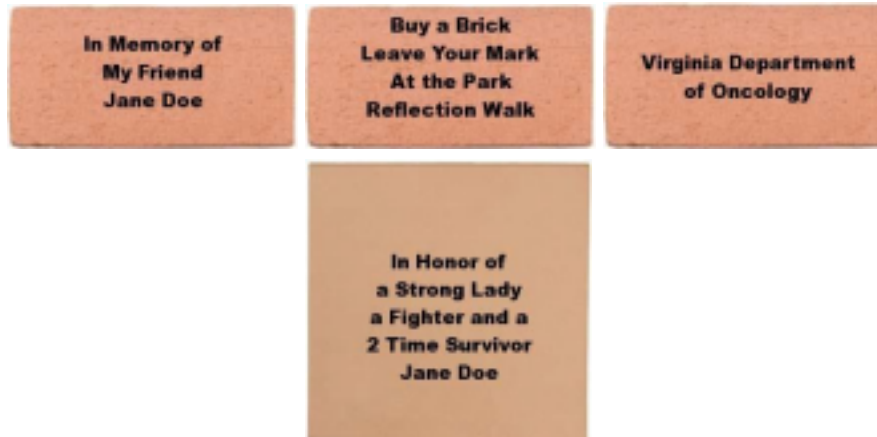 In Memory of
My Friend
Jane Doe
Buy a Brick
Leave Your Mark
At the Park
Reflection Walk
Virginia Department
of Oncology
In Honor of
a Strong Lady
a Fighter and a
2 Time Survivor
Jane Doe